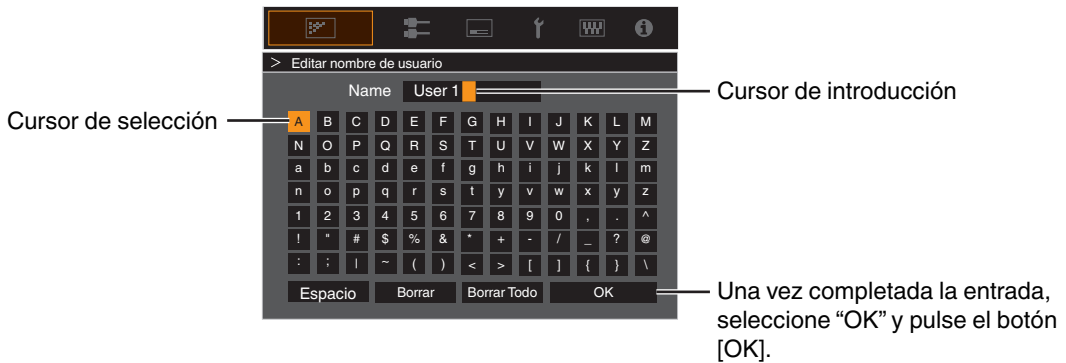 > Editar nombre de usuario
Name User 1
Cursor de introducción
Cursor de selección
A B C D E F G H I J K L M
N O P Q R S T U V W X Y Z
a b c d e f g h i j k l m
n o p q r s t y v w x y z
1 2 3 4 5 6 7 8 9 0 , . ^
! " # $ % & * + - / _ ? @
: ; | ~ ( ) < > [ ] { } \
Espacio Borrar Borrar Todo OK
Una vez completada la entrada,
seleccione “OK” y pulse el botón
[OK].